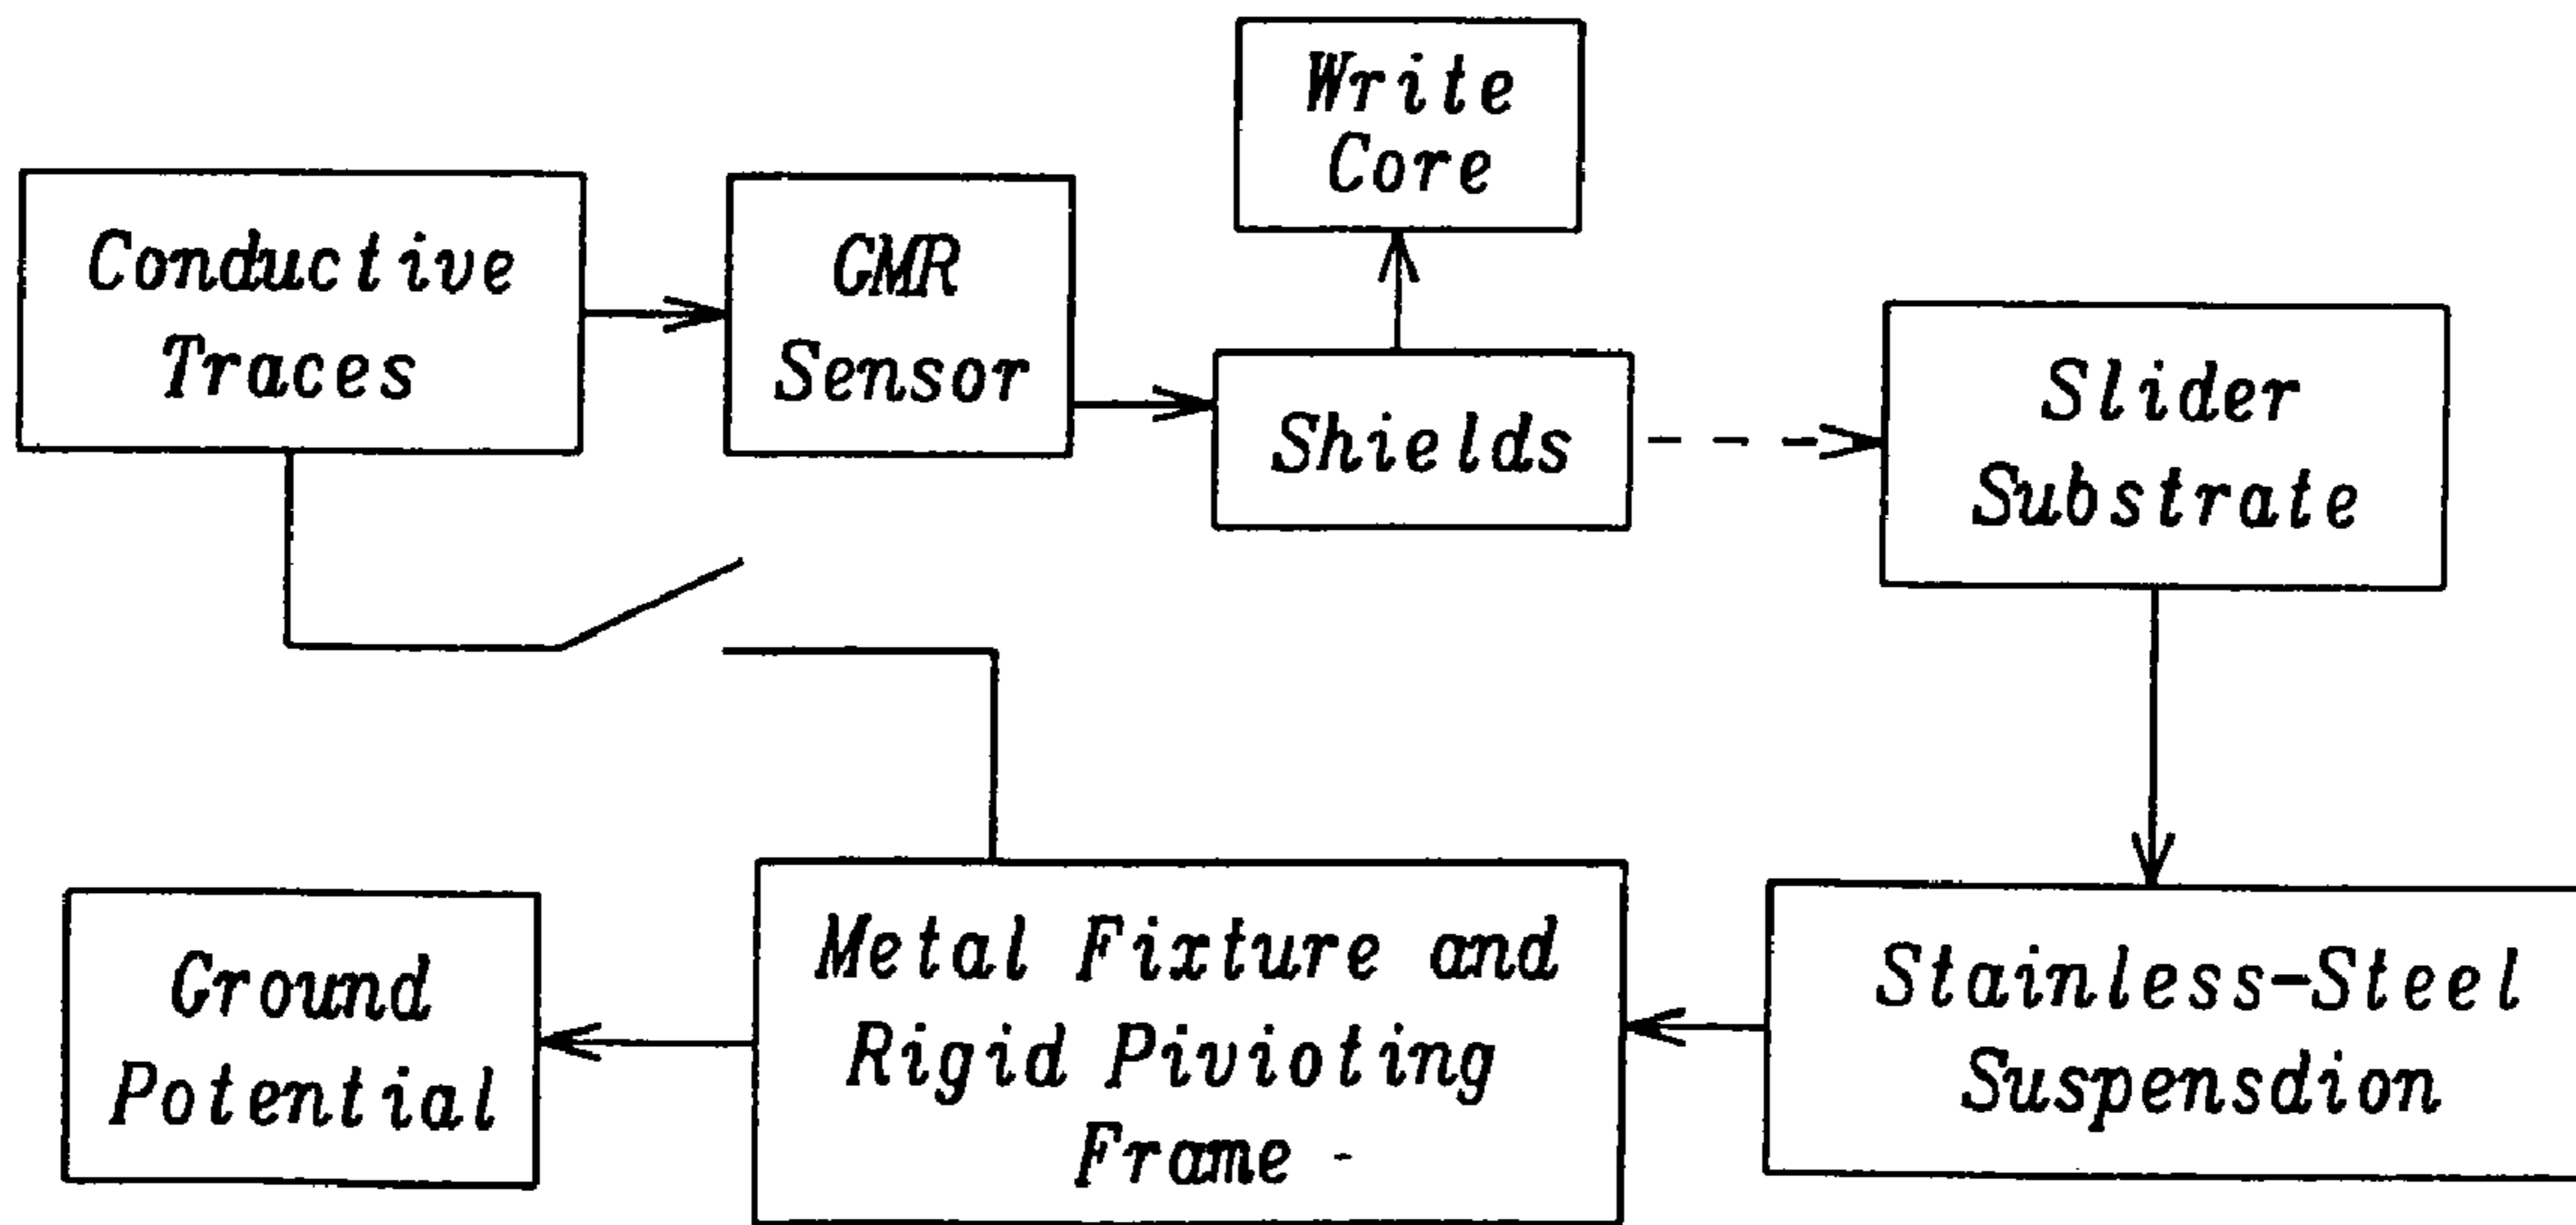 Write
Core
Conductive
Traces
GMR
Sensor
Shields
Slider
Substrate
Ground
Potential
Metal Fixture and
Rigid Pivioting
Frame
Stainless-Steel
Suspensdion